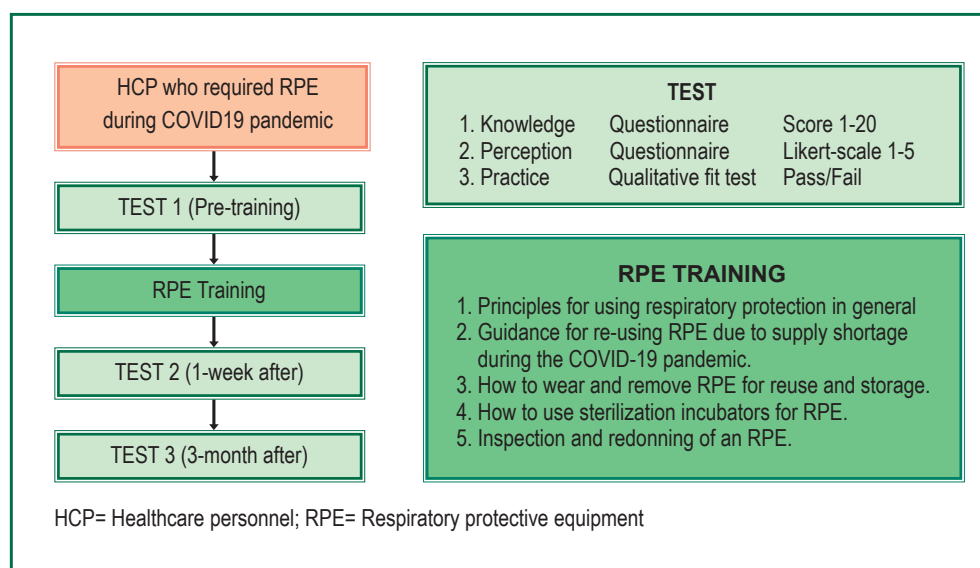 HCP who required RPE
during COVID19 pandemic
TEST 1 (Pre-training)
RPE Training
TEST 2 (1-week after)
TEST 3 (3-month after)
TEST
1. Knowledge Questionnaire Score 1-20
2. Perception Questionnaire Likert-scale 1-5
3. Practice Qualitative fit test Pass/Fail
RPE TRAINING
1. Principles for using respiratory protection in general
2. Guidance for re-using RPE due to supply shortage
during the COVID-19 pandemic.
3. How to wear and remove RPE for reuse and storage.
4. How to use sterilization incubators for RPE.
5. Inspection and redonning of an RPE.
HCP= Healthcare personnel; RPE= Respiratory protective equipment